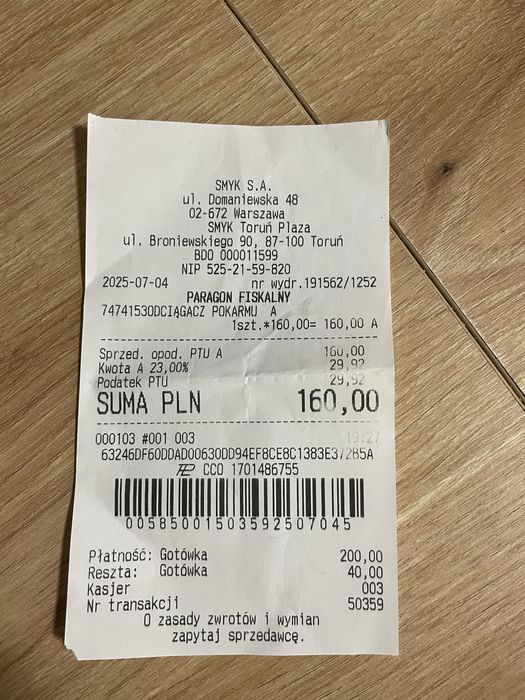 SMYK S.A.
ul. Domaniewska 48
02-672 Warszawa
SMYK Toruń Plaza
ul. Broniewskiego 90, 87-100 Toruń
BDO 000011599
NIP 525-21-59-820
2025-07-04 nr wydr.191562/1252
PARAGON FISKALNY
7474153ODCIĄGACZ POKARMU A
1szt.*160,00= 160,00 A
Sprzed. opod. PTU A 160,00
Kwota A 23,00% 29,92
Podatek PTU 29,92
SUMA PLN 160,00
000103 #001 003 19:27
63246DF60DDAD00630DD94EF8CE8C1383E372B5A
CCO 1701486755
00585001503592507045
Płatność: Gotówka 200,00
Reszta: Gotówka 40,00
Kasjer 003
Nr transakcji 50359
O zasady zwrotów i wymian
zapytaj sprzedawcę.